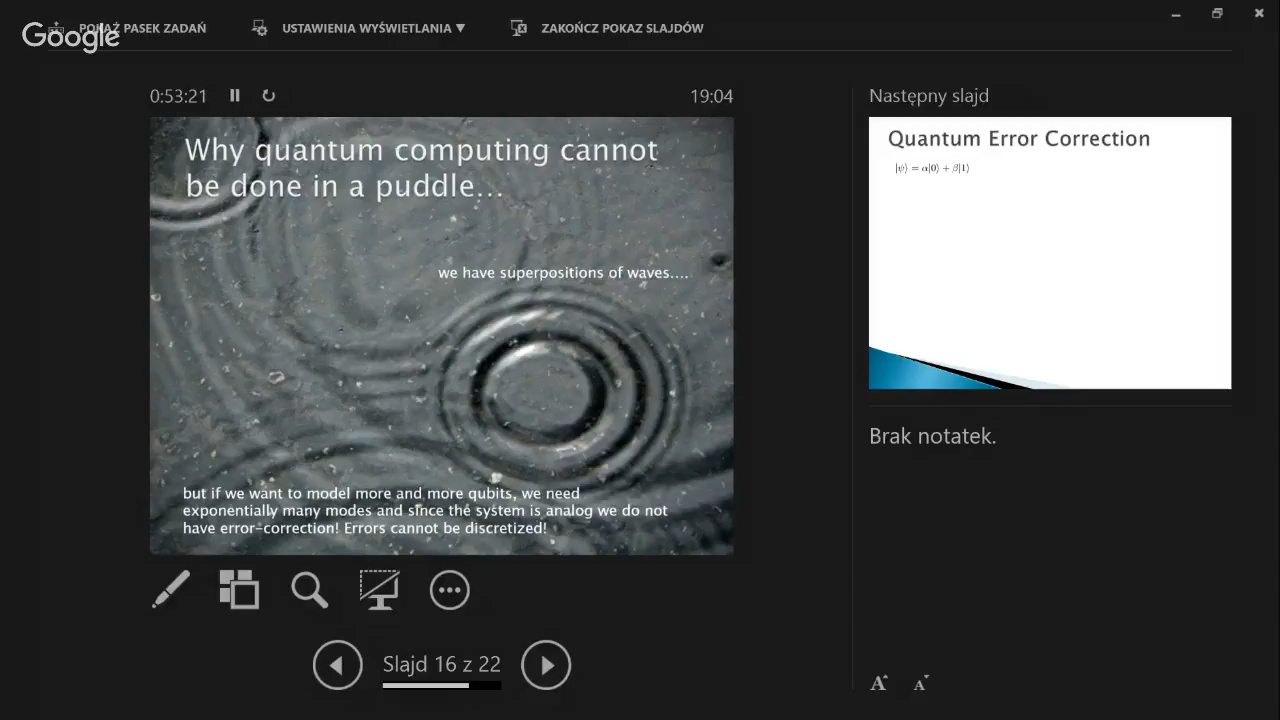 Google
POKAŻ PASEK ZADAŃ
USTAWIENIA WYŚWIETLANIA ▼
ZAKOŃCZ POKAZ SLAJDÓW
0:53:21
19:04
Why quantum computing cannot
be done in a puddle...
we have superpositions of waves....
but if we want to model more and more qubits, we need
exponentially many modes and since the system is analog we do not
have error-correction! Errors cannot be discretized!
Slajd 16 z 22
Następny slajd
Quantum Error Correction
|ψ⟩ = α|0⟩ + β|1⟩
Brak notatek.
A A